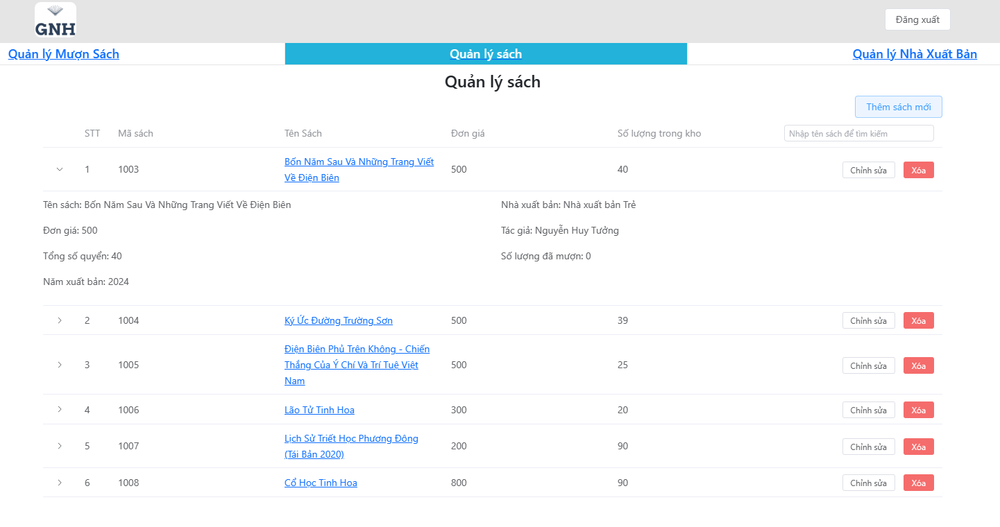 GNH
Đăng xuất
Quản lý Mượn Sách Quản lý sách Quản lý Nhà Xuất Bản
Quản lý sách
Thêm sách mới
STT Mã sách Tên Sách Đơn giá Số lượng trong kho Nhập tên sách để tìm kiếm
1 1003 Bốn Năm Sau Và Những Trang Viết 500 40 Chỉnh sửa Xóa
Về Điện Biên
Tên sách: Bốn Năm Sau Và Những Trang Viết Về Điện Biên Nhà xuất bản: Nhà xuất bản Trẻ
Đơn giá: 500 Tác giả: Nguyễn Huy Tưởng
Tổng số quyển: 40 Số lượng đã mượn: 0
Năm xuất bản: 2024
2 1004 Ký Ức Đường Trường Sơn 500 39 Chỉnh sửa Xóa
Điện Biên Phủ Trên Không - Chiến
3 1005 Thắng Của Ý Chí Và Trí Tuệ Việt 500 25 Chỉnh sửa Xóa
Nam
4 1006 Lão Tử Tinh Hoa 300 20 Chỉnh sửa Xóa
5 1007 Lịch Sử Triết Học Phương Đông 200 90 Chỉnh sửa Xóa
(Tái Bản 2020)
6 1008 Cổ Học Tinh Hoa 800 90 Chỉnh sửa Xóa